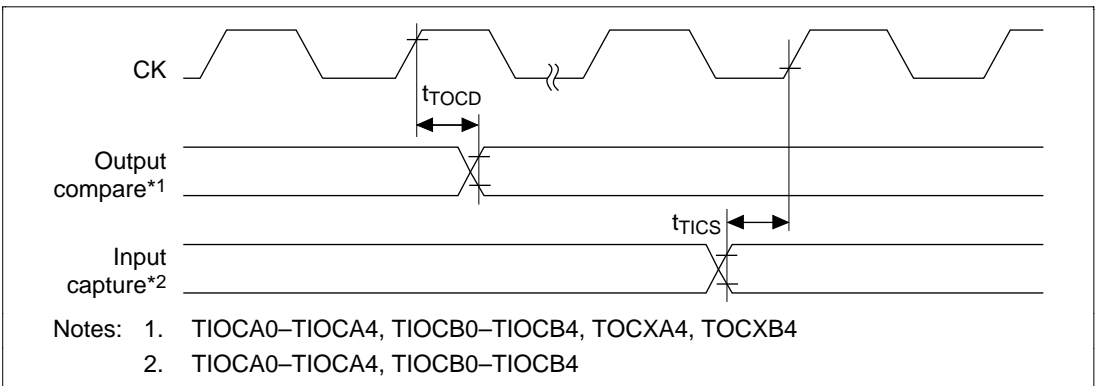 CK
tTOCD
Output
compare*1
tTICS
Input
capture*2
Notes: 1. TIOCA0–TIOCA4, TIOCB0–TIOCB4, TOCXA4, TOCXB4
2. TIOCA0–TIOCA4, TIOCB0–TIOCB4